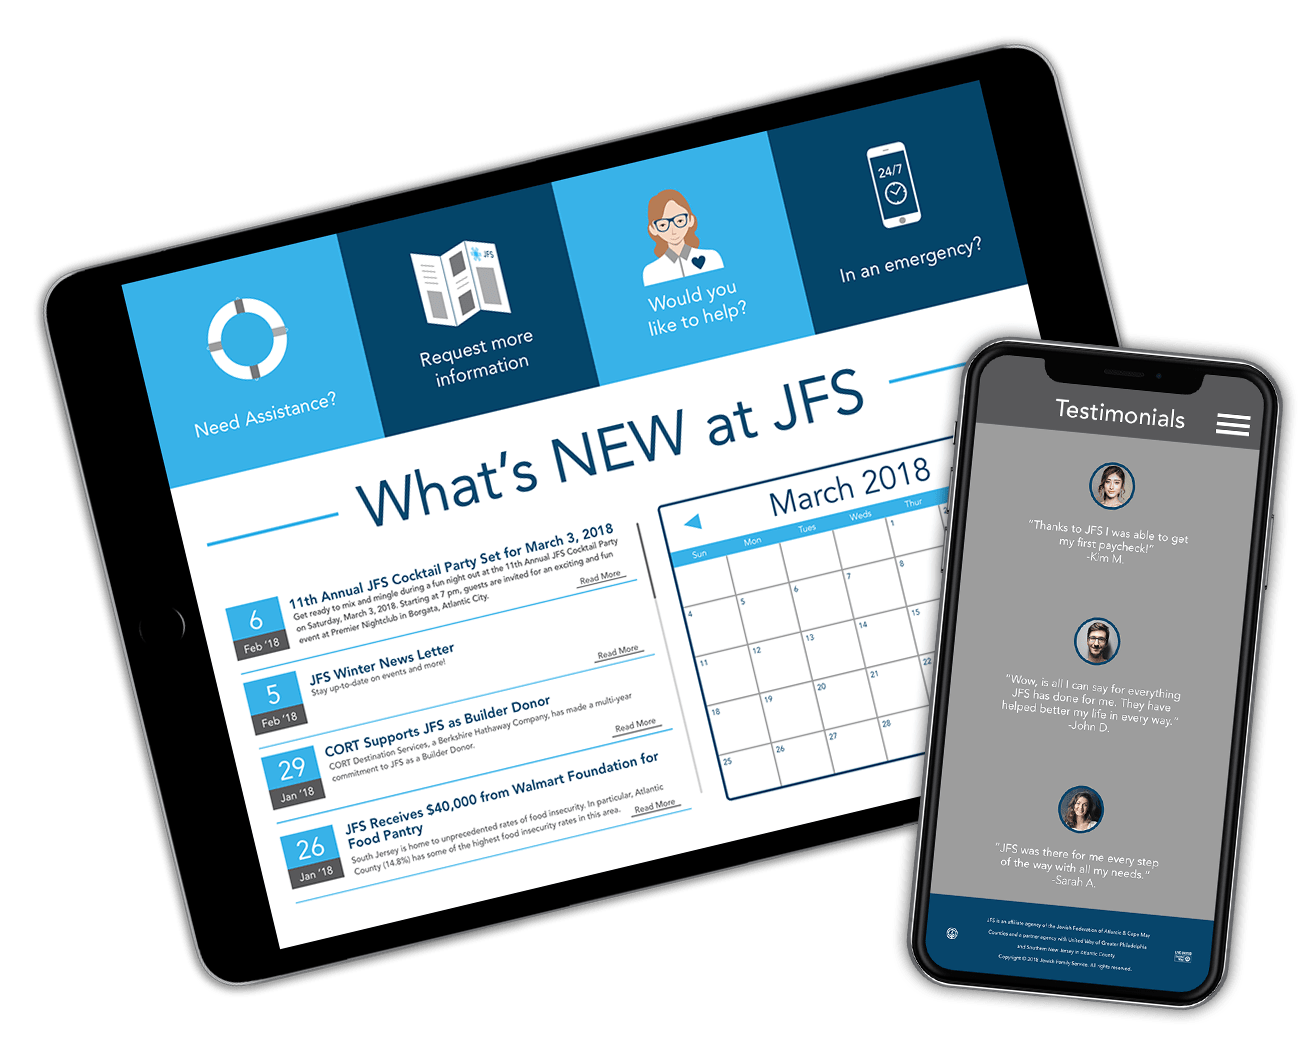 Need Assistance?
JFS
Request more
information
Would you
like to help?
24/7
In an emergency?
What's NEW at JFS
6
Feb '18
11th Annual JFS Cocktail Party Set for March 3, 2018
Get ready to mix and mingle during a fun night out at the 11th Annual JFS Cocktail Party
on Saturday, March 3, 2018. Starting at 7 pm, guests are invited for an exciting and fun
event at Premier Nightclub in Borgata, Atlantic City.
Read More
5
Feb '18
JFS Winter News Letter
Stay up-to-date on events and more!
Read More
29
Jan '18
CORT Supports JFS as Builder Donor
CORT Destination Services, a Berkshire Hathaway Company, has made a multi-year
commitment to JFS as a Builder Donor.
Read More
26
Jan '18
JFS Receives $40,000 from Walmart Foundation for
Food Pantry
South Jersey is home to unprecedented rates of food insecurity. In particular, Atlantic
County (14.8%) has some of the highest food insecurity rates in this area.
Read More
March 2018
Sun Mon Tues Weds Thur
1
4 5 6 7 8
11 12 13 14 15
18 19 20 21 22
25 26 27 28
Testimonials
"Thanks to JFS I was able to get
my first paycheck!"
-Kim M.
"Wow, is all I can say for everything
JFS has done for me. They have
helped better my life in every way."
-John D.
"JFS was there for me every step
of the way with all my needs."
-Sarah A.
JFS is an affiliate agency of the Jewish Federation of Atlantic & Cape May
Counties and a partner agency with United Way of Greater Philadelphia
and Southern New Jersey in Atlantic County
Copyright © 2018 Jewish Family Service. All rights reserved.